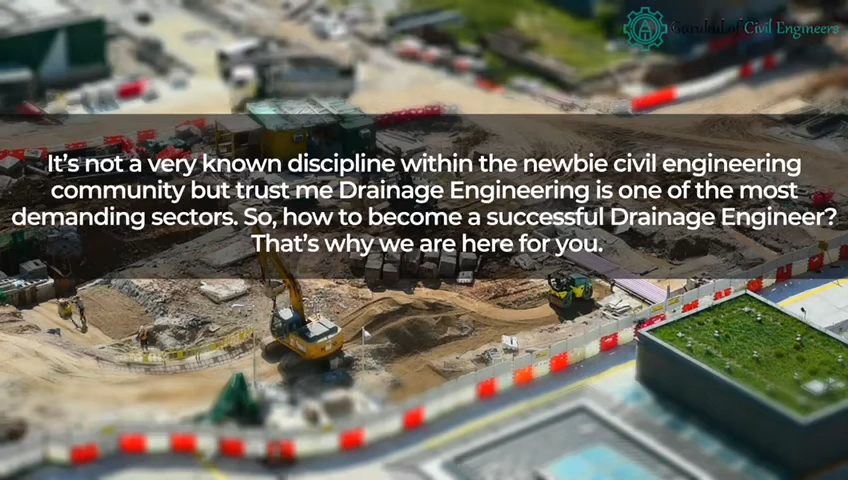 Gurukul of Civil Engineers
It's not a very known discipline within the newbie civil engineering
community but trust me Drainage Engineering is one of the most
demanding sectors. So, how to become a successful Drainage Engineer?
That's why we are here for you.